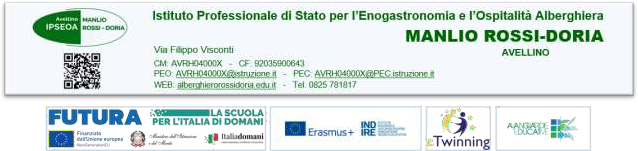 Avellino
IPSEOA
MANLIO
ROSSI-DORIA
Istituto Professionale di Stato per l'Enogastronomia e l'Ospitalità Alberghiera
MANLIO ROSSI-DORIA
AVELLINO
Via Filippo Visconti
CM: AVRH04000X - CF: 92035900643
PEO: AVRH04000X@istruzione.it - PEC: AVRH04000X@PEC.istruzione.it
WEB: alberghierorossidoria.edu.it - Tel. 0825 781817
FUTURA
LA SCUOLA
PER L'ITALIA DI DOMANI
Finanziato
dall'Unione europea
NextGenerationEU
Ministero dell'Istruzione
e del Merito
Italiadomani
Erasmus+
INDIRE
eTwinning
AVANGUARDIE
EDUCATIVE